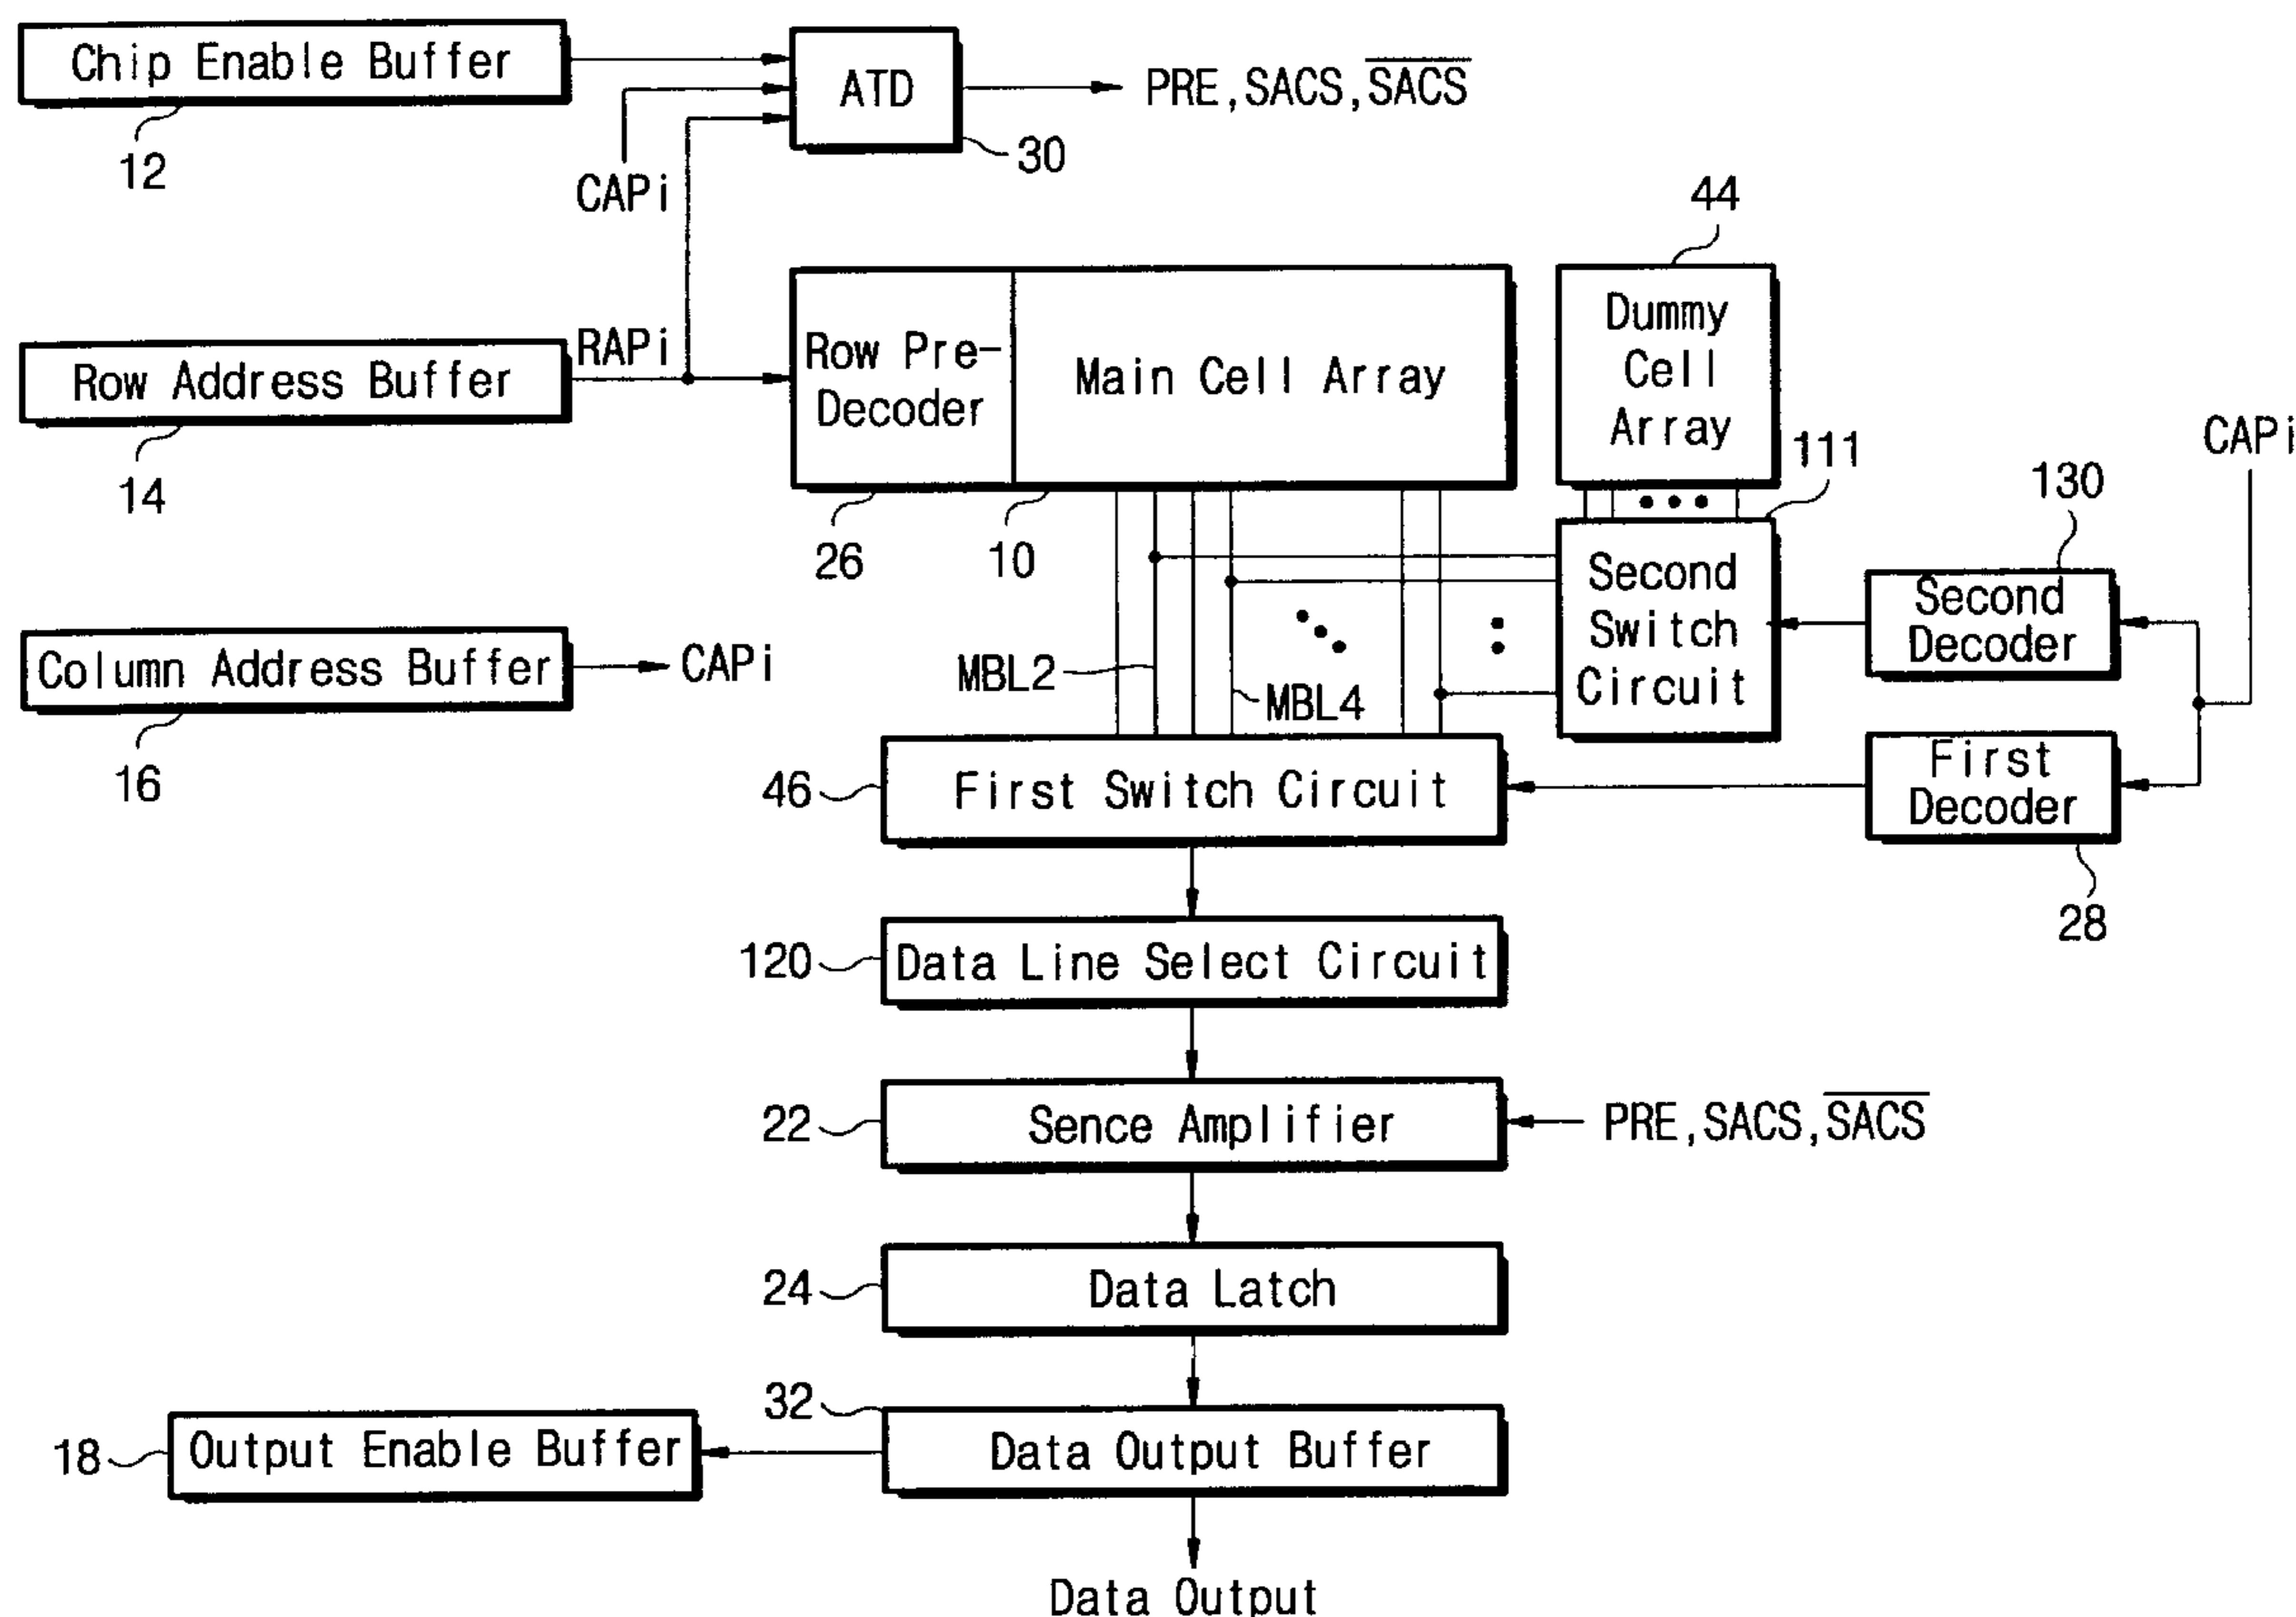 Chip Enable Buffer
12
ATD
30
PRE,SACS,S̅A̅C̅S̅
CAPi
44
Row Address Buffer
14
RAPi
Row Pre-
Decoder
26
Main Cell Array
10
Dummy
Cell
Array
111
CAPi
130
Second
Switch
Circuit
Second
Decoder
Column Address Buffer
16
CAPi
MBL2
MBL4
46
First Switch Circuit
First
Decoder
28
120
Data Line Select Circuit
22
Sence Amplifier
PRE,SACS,S̅A̅C̅S̅
24
Data Latch
32
18
Output Enable Buffer
Data Output Buffer
Data Output